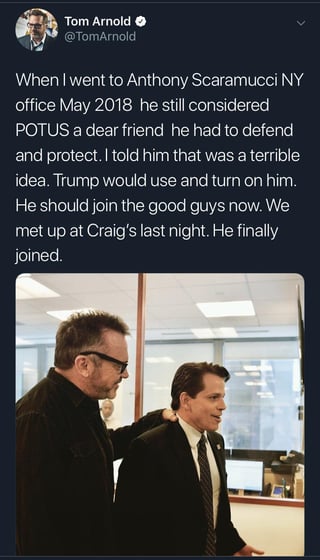 Tom Arnold
@TomArnold
When I went to Anthony Scaramucci NY
office May 2018 he still considered
POTUS a dear friend he had to defend
and protect. I told him that was a terrible
idea. Trump would use and turn on him.
He should join the good guys now. We
met up at Craig's last night. He finally
joined.